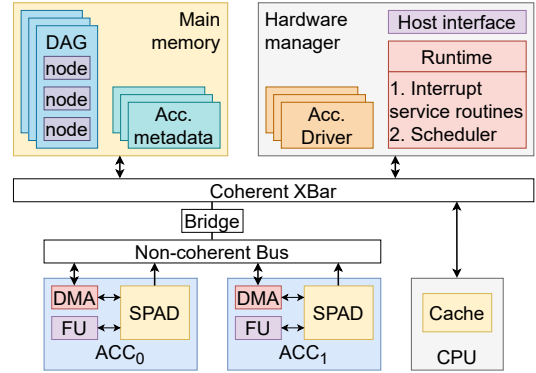 DAG
node
node
node
Main
memory
Acc.
metadata
Hardware
manager
Host interface
Runtime
1. Interrupt
service routines
2. Scheduler
Acc.
Driver
Coherent XBar
Bridge
Non-coherent Bus
DMA
FU
SPAD
ACC0
DMA
FU
SPAD
ACC1
Cache
CPU